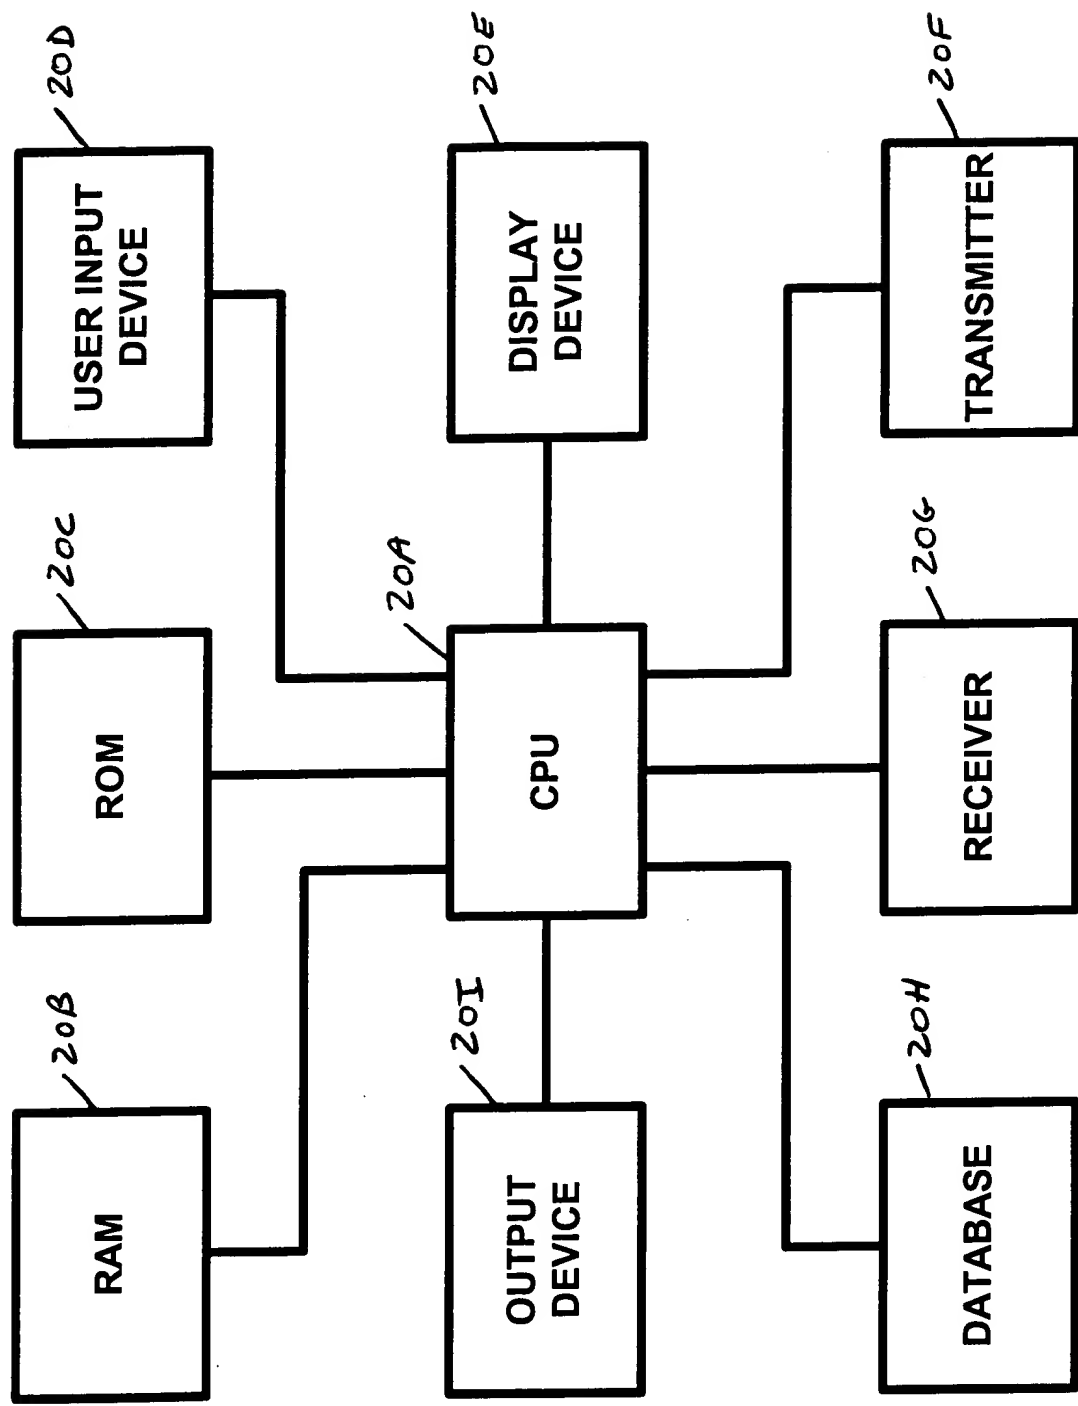 20B
RAM
20C
ROM
20D
USER INPUT
DEVICE
20I
OUTPUT
DEVICE
20A
CPU
20E
DISPLAY
DEVICE
20H
DATABASE
20G
RECEIVER
20F
TRANSMITTER